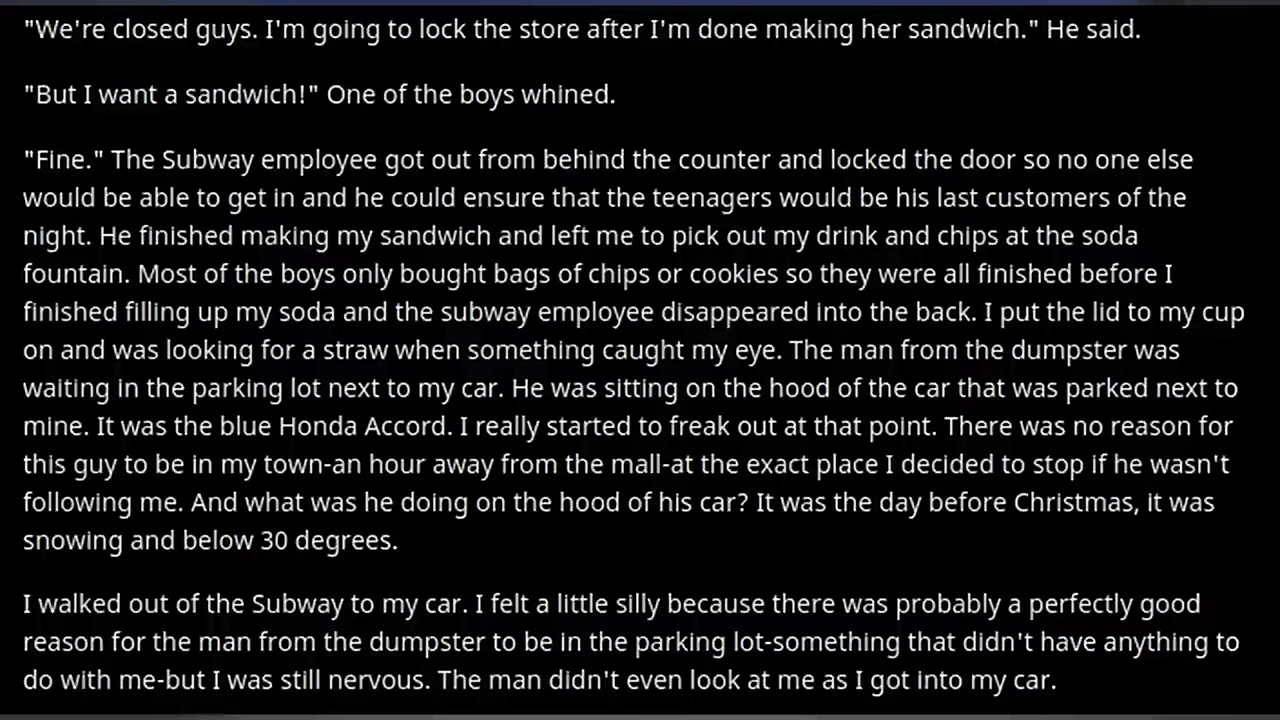 "We're closed guys. I'm going to lock the store after I'm done making her sandwich." He said.
"But I want a sandwich!" One of the boys whined.
"Fine." The Subway employee got out from behind the counter and locked the door so no one else
would be able to get in and he could ensure that the teenagers would be his last customers of the
night. He finished making my sandwich and left me to pick out my drink and chips at the soda
fountain. Most of the boys only bought bags of chips or cookies so they were all finished before I
finished filling up my soda and the subway employee disappeared into the back. I put the lid to my cup
on and was looking for a straw when something caught my eye. The man from the dumpster was
waiting in the parking lot next to my car. He was sitting on the hood of the car that was parked next to
mine. It was the blue Honda Accord. I really started to freak out at that point. There was no reason for
this guy to be in my town-an hour away from the mall-at the exact place I decided to stop if he wasn't
following me. And what was he doing on the hood of his car? It was the day before Christmas, it was
snowing and below 30 degrees.
I walked out of the Subway to my car. I felt a little silly because there was probably a perfectly good
reason for the man from the dumpster to be in the parking lot-something that didn't have anything to
do with me-but I was still nervous. The man didn't even look at me as I got into my car.